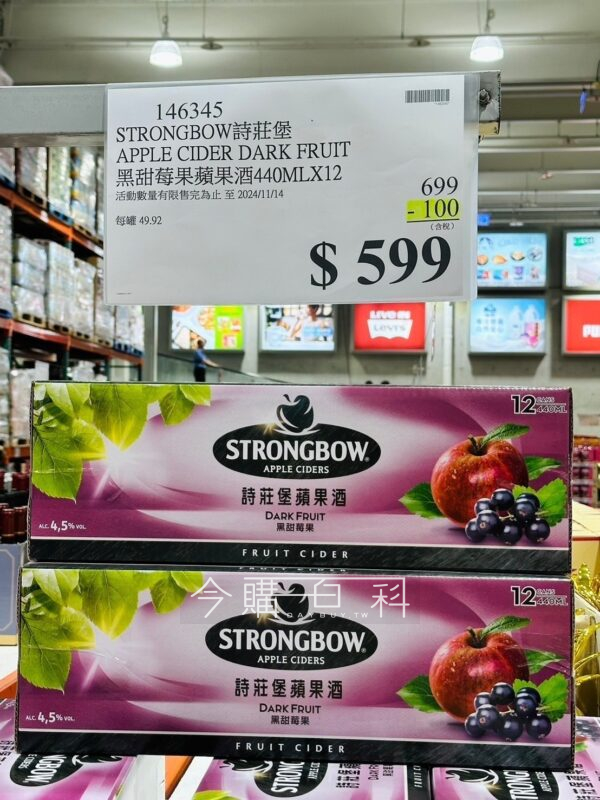 146345
STRONGBOW詩莊堡
APPLE CIDER DARK FRUIT
黑甜莓果蘋果酒440MLX12
活動數量有限售完為止 至 2024/11/14
699
每罐 49.92
- 100
(含稅)
$ 599
LIVE IN
LEVI'S
12 CANS
440ML
STRONGBOW
APPLE CIDERS
詩莊堡蘋果酒
DARK FRUIT
黑甜莓果
ALC. 4,5% VOL.
FRUIT CIDER
今購百科
12 CANS
440ML
STRONGBOW
APPLE CIDERS
詩莊堡蘋果酒
DARK FRUIT
黑甜莓果
ALC. 4,5% VOL.
FRUIT CIDER
STRONGBOW